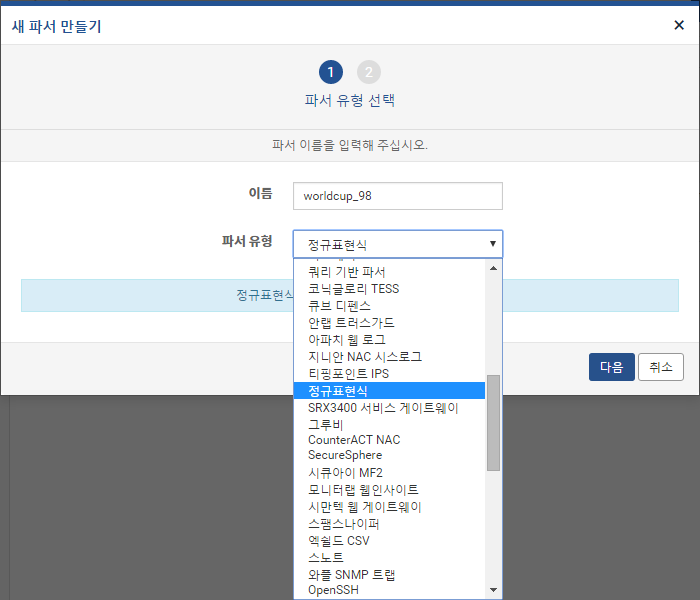 새 파서 만들기
×
1 2
파서 유형 선택
파서 이름을 입력해 주십시오.
이름 worldcup_98
파서 유형 정규표현식
쿼리 기반 파서
코닉글로리 TESS
정규표현식
큐브 디펜스
안랩 트러스가드
아파치 웹 로그
지니안 NAC 시스로그
티핑포인트 IPS
정규표현식
SRX3400 서비스 게이트웨이
그루비
CounterACT NAC
SecureSphere
시큐아이 MF2
모니터랩 웹인사이트
시만텍 웹 게이트웨이
스팸스나이퍼
엑쉴드 CSV
스노트
와플 SNMP 트랩
OpenSSH
다음 취소